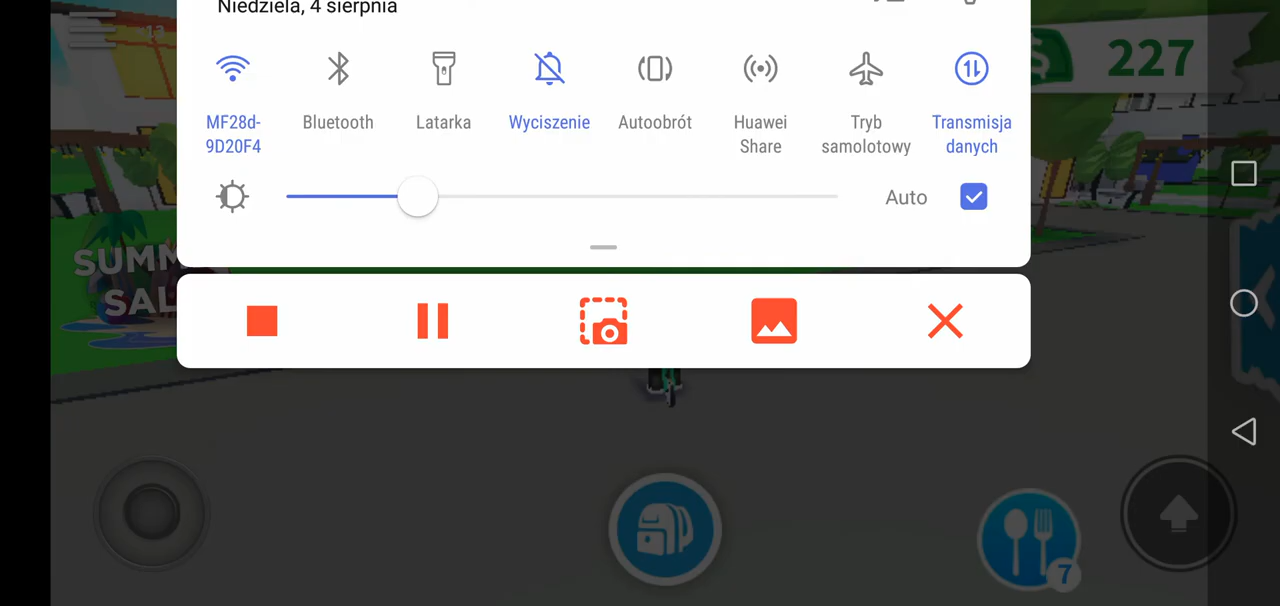 Niedziela, 4 sierpnia
227
MF28d-
9D20F4
Bluetooth
Latarka
Wyciszenie
Autoobrót
Huawei
Share
Tryb
samolotowy
Transmisja
danych
Auto
SUMM
SAL
7